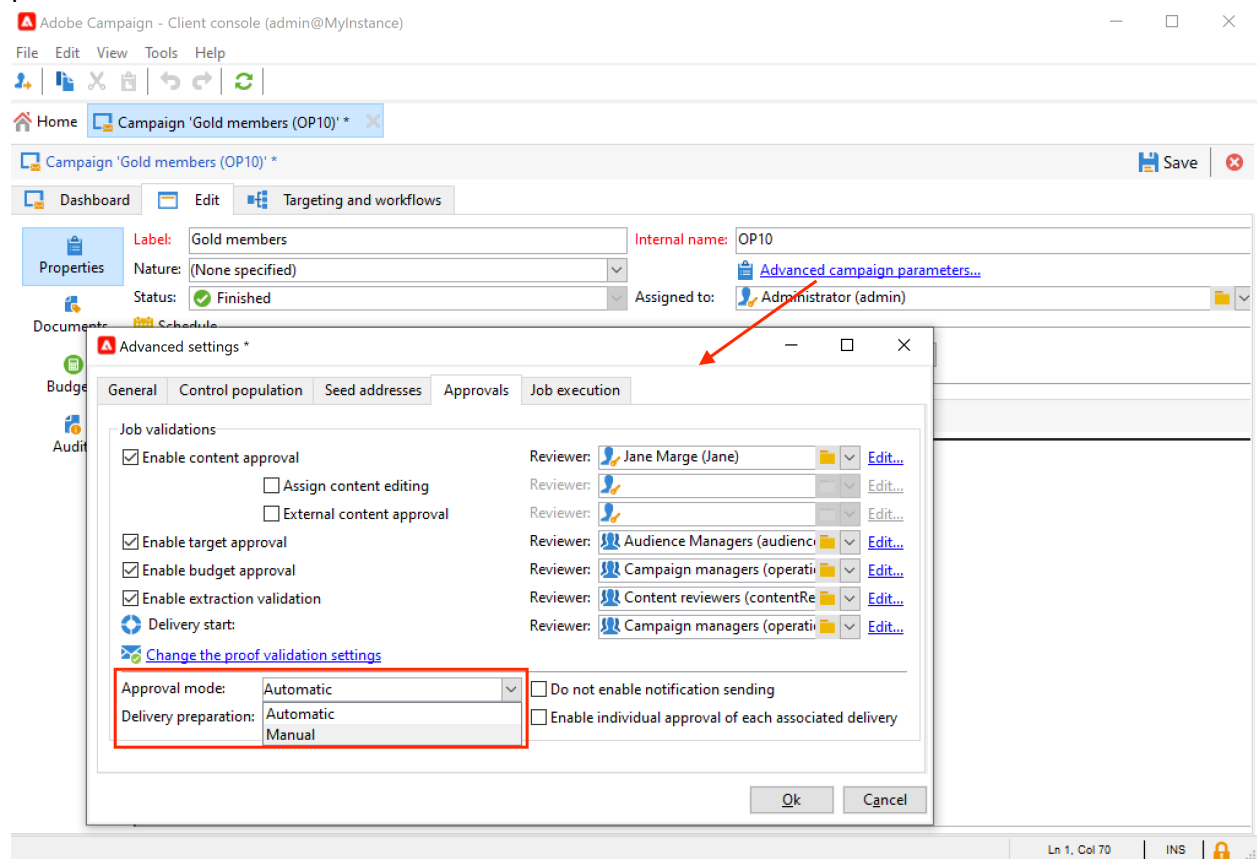 Adobe Campaign - Client console (admin@MyInstance)
File Edit View Tools Help
Home Campaign 'Gold members (OP10)' *
Campaign 'Gold members (OP10)' * Save
Dashboard Edit Targeting and workflows
Label: Gold members Internal name: OP10
Properties Nature: (None specified) Advanced campaign parameters...
Status: Finished Assigned to: Administrator (admin)
Documents Schedule
Advanced settings *
Budge
General Control population Seed addresses Approvals Job execution
Job validations
Audit
Enable content approval Reviewer: Jane Marge (Jane) Edit...
Assign content editing Reviewer: Edit...
External content approval Reviewer: Edit...
Enable target approval Reviewer: Audience Managers (audienc Edit...
Enable budget approval Reviewer: Campaign managers (operati Edit...
Enable extraction validation Reviewer: Content reviewers (contentRe Edit...
Delivery start: Reviewer: Campaign managers (operati Edit...
Change the proof validation settings
Approval mode: Automatic Do not enable notification sending
Delivery preparation: Automatic Enable individual approval of each associated delivery
Manual
Ok Cancel
Ln 1, Col 70 INS